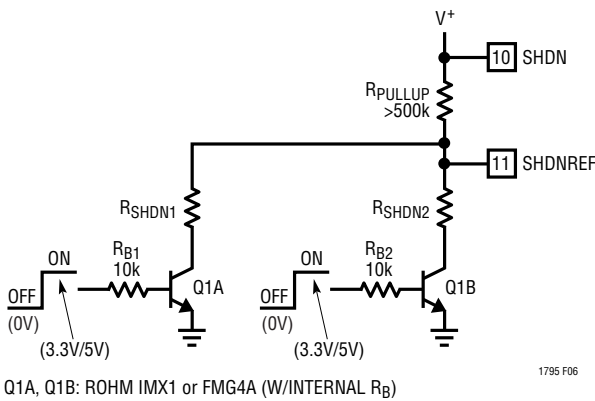 V+
10 SHDN
RPULLUP
>500k
11 SHDNREF
RSHDN1
RSHDN2
RB1
10k
RB2
10k
ON
ON
Q1A
Q1B
OFF
(0V)
OFF
(0V)
(3.3V/5V)
(3.3V/5V)
1795 F06
Q1A, Q1B: ROHM IMX1 or FMG4A (W/INTERNAL RB)